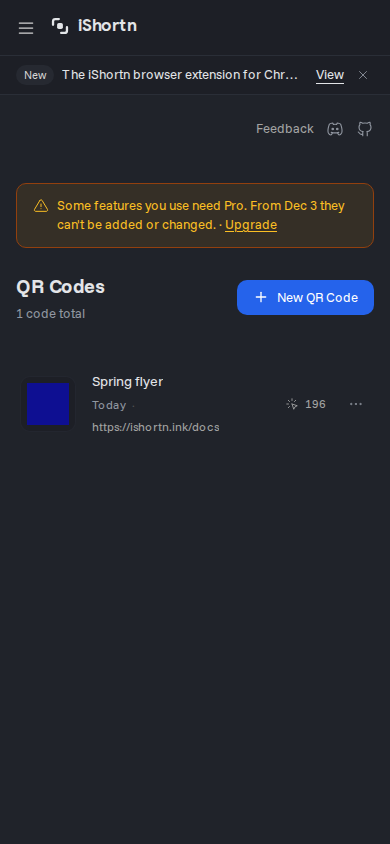 iShortn
New The iShortn browser extension for Chr... View
Feedback
Some features you use need Pro. From Dec 3 they
can't be added or changed. · Upgrade
QR Codes
1 code total
New QR Code
Spring flyer
Today ·
196
https://ishortn.ink/docs